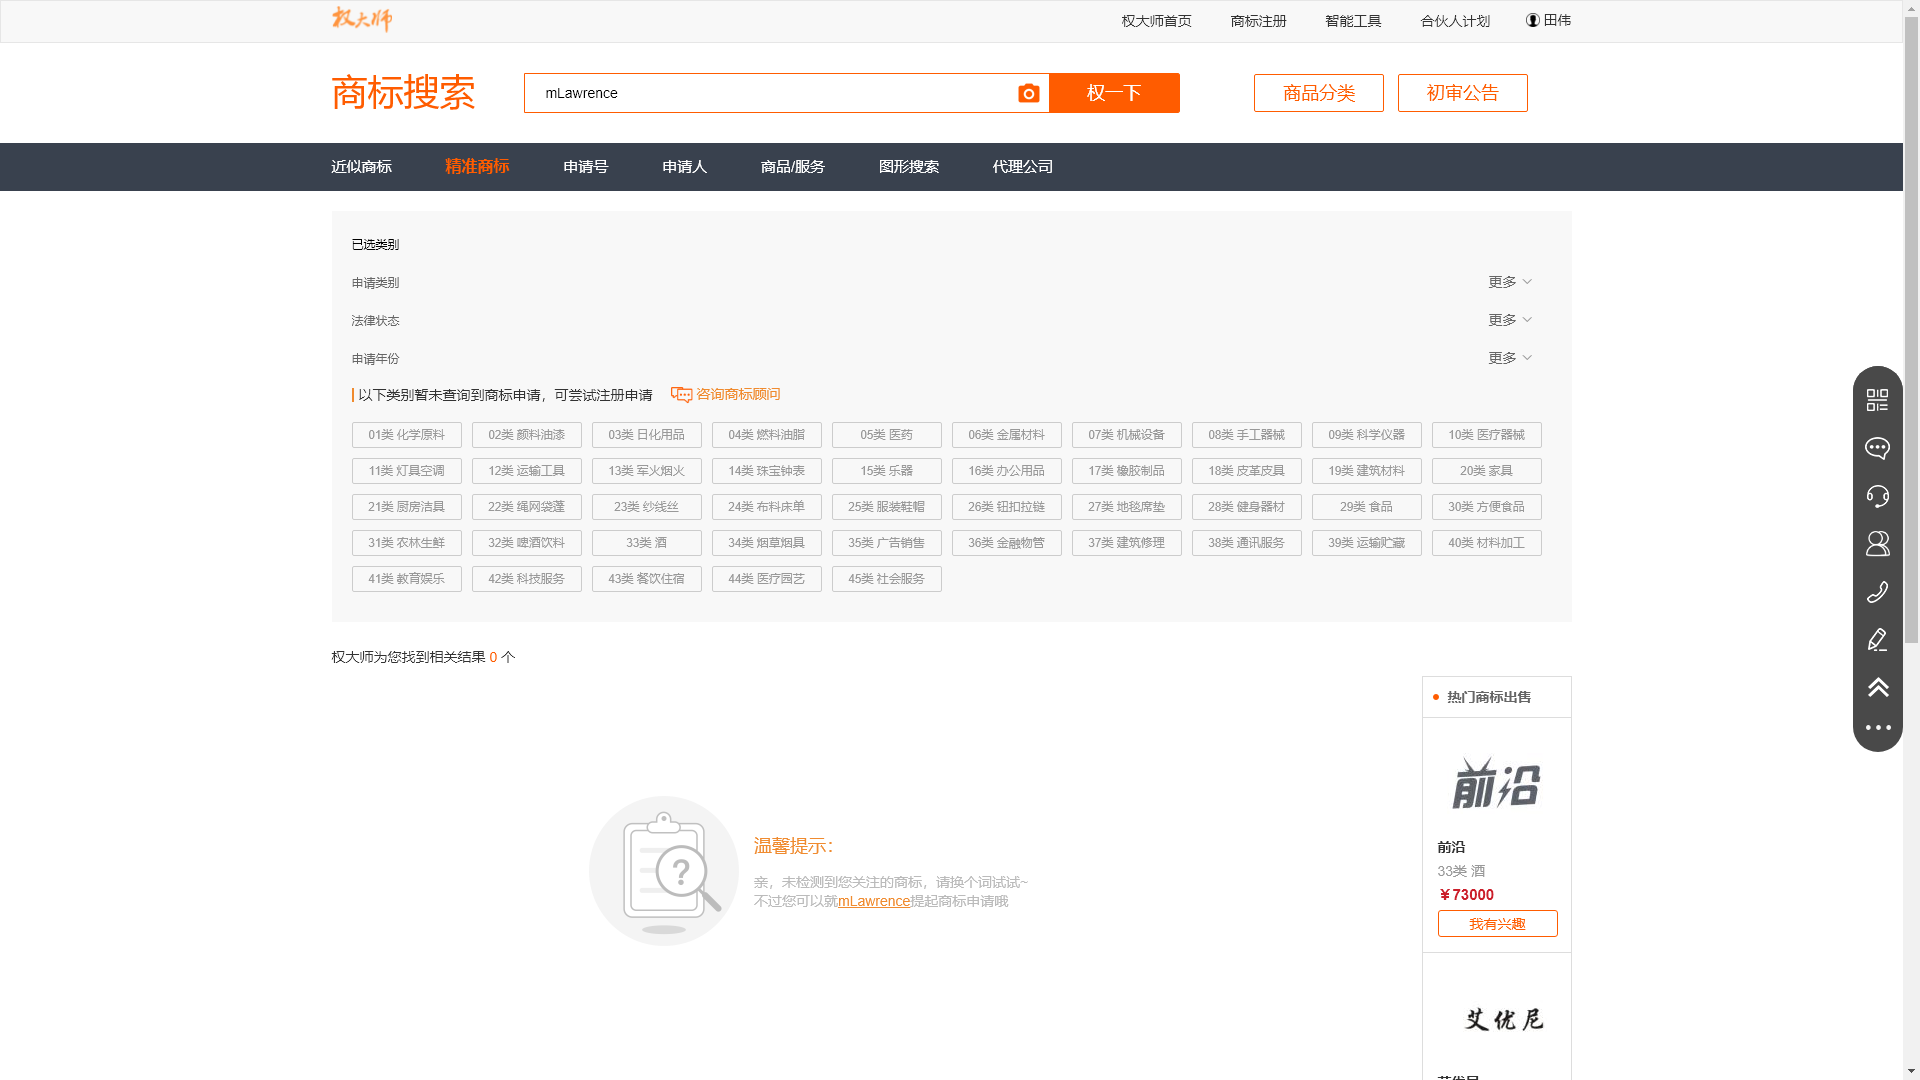 权大师
权大师首页 商标注册 智能工具 合伙人计划 田伟
商标搜索 mLawrence 权一下 商品分类 初审公告
近似商标 精准商标 申请号 申请人 商品/服务 图形搜索 代理公司
已选类别
申请类别 更多
法律状态 更多
申请年份 更多
以下类别暂未查询到商标申请，可尝试注册申请 咨询商标顾问
01类 化学原料 02类 颜料油漆 03类 日化用品 04类 燃料油脂 05类 医药 06类 金属材料 07类 机械设备 08类 手工器械 09类 科学仪器 10类 医疗器械
11类 灯具空调 12类 运输工具 13类 军火烟火 14类 珠宝钟表 15类 乐器 16类 办公用品 17类 橡胶制品 18类 皮革皮具 19类 建筑材料 20类 家具
21类 厨房洁具 22类 绳网袋蓬 23类 纱线丝 24类 布料床单 25类 服装鞋帽 26类 钮扣拉链 27类 地毯席垫 28类 健身器材 29类 食品 30类 方便食品
31类 农林生鲜 32类 啤酒饮料 33类 酒 34类 烟草烟具 35类 广告销售 36类 金融物管 37类 建筑修理 38类 通讯服务 39类 运输贮藏 40类 材料加工
41类 教育娱乐 42类 科技服务 43类 餐饮住宿 44类 医疗园艺 45类 社会服务
权大师为您找到相关结果 0 个
热门商标出售
前沿
前沿
33类 酒
￥73000
我有兴趣
温馨提示：
亲，未检测到您关注的商标，请换个词试试~
不过您可以就mLawrence提起商标申请哦
艾优尼